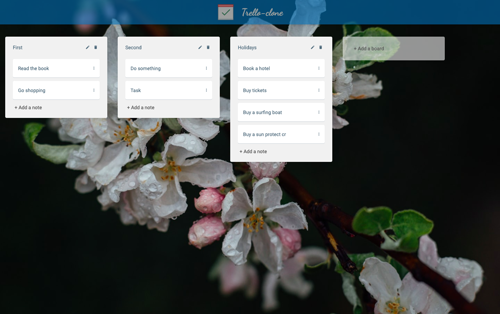 Trello-clone
First
Read the book
Go shopping
+ Add a note
Second
Do something
Task
+ Add a note
Holidays
Book a hotel
Buy tickets
Buy a surfing boat
Buy a sun protect cr
+ Add a note
+ Add a board